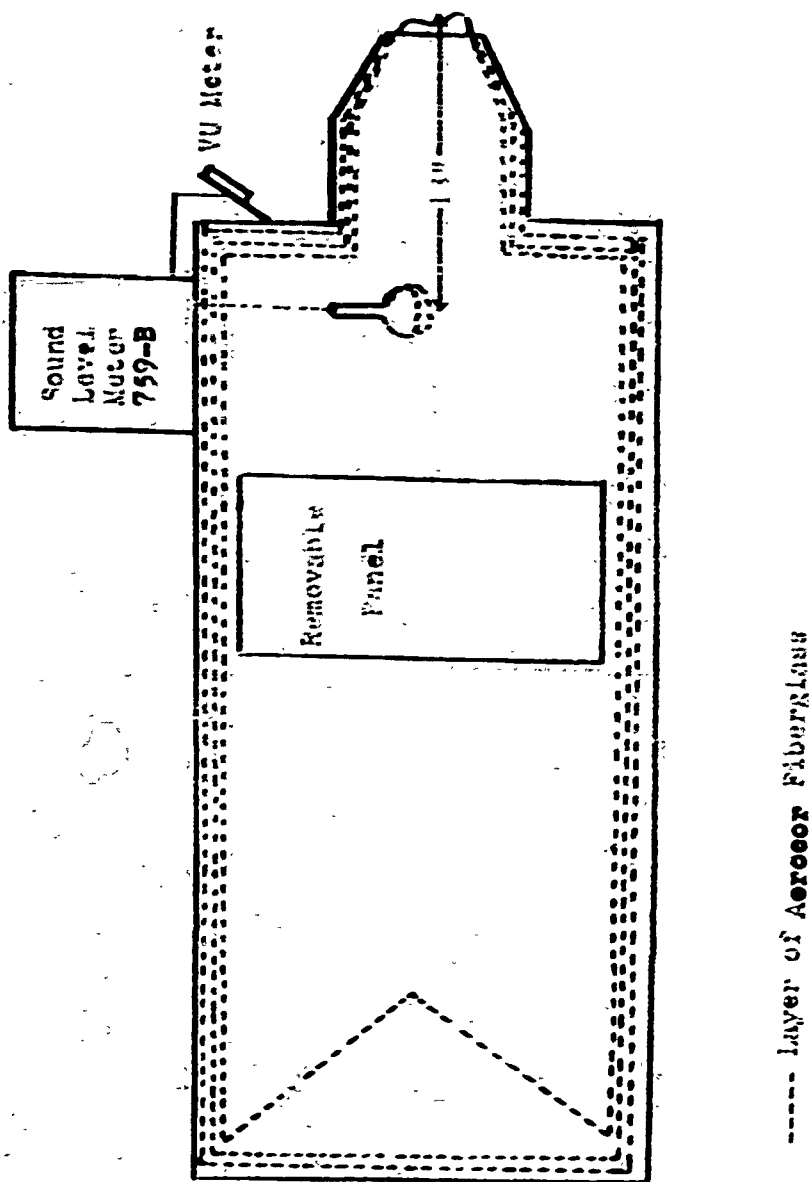 VU Meter
Sound
Level
Meter
759-B
Removable
Panel
----- Layer of Aerocor Fiberglass